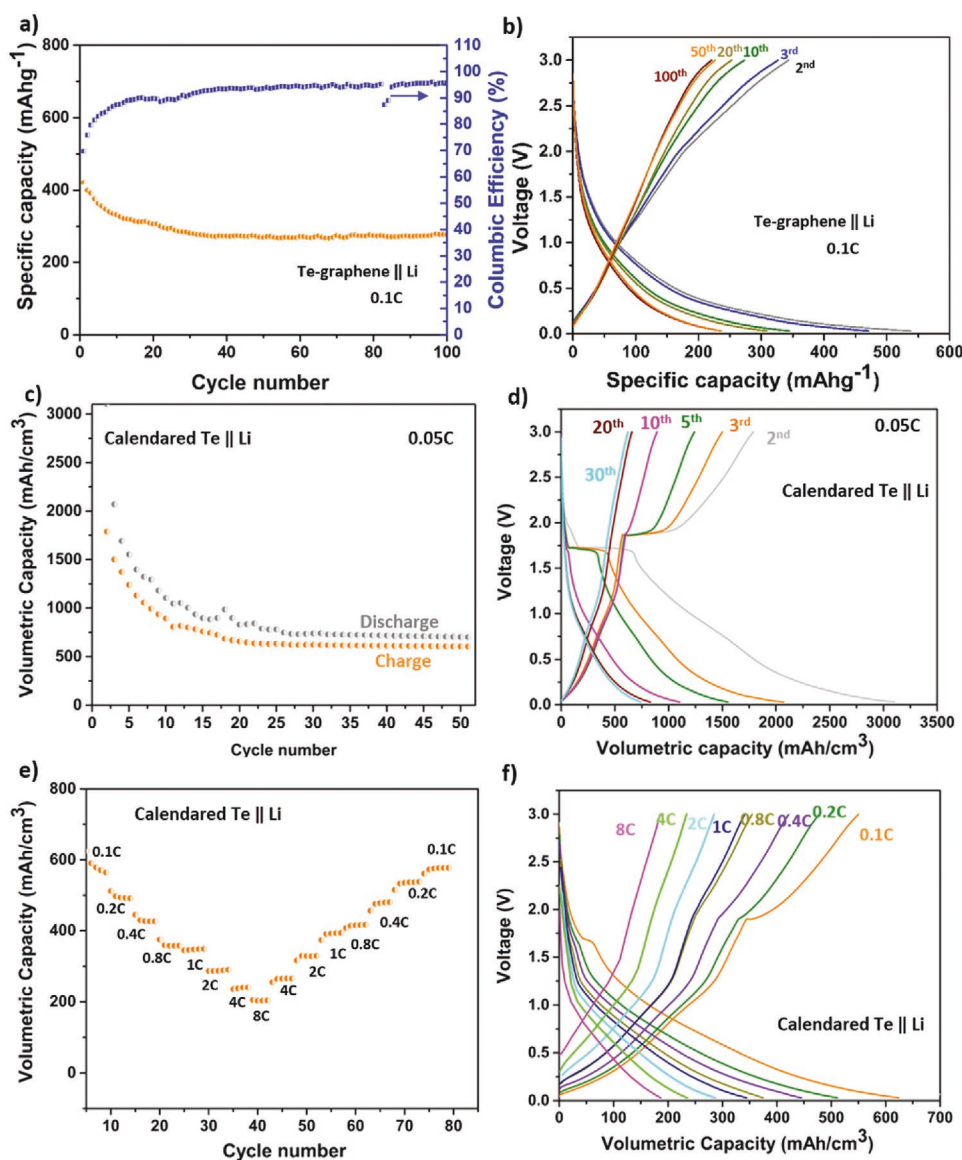 a)
Specific capacity (mAhg⁻¹)
800
600
400
200
0
110
100
90
80
70
60
50
40
30
20
10
0
Columbic Efficiency (%)
Te-graphene || Li
0.1C
0 20 40 60 80 100
Cycle number
b)
Voltage (V)
3.0
2.5
2.0
1.5
1.0
0.5
0.0
50th 20th 10th 3rd
100th 2nd
Te-graphene || Li
0.1C
0 100 200 300 400 500 600
Specific capacity (mAhg⁻¹)
c)
Volumetric Capacity (mAh/cm³)
3000
2500
2000
1500
1000
500
0
Calendared Te || Li 0.05C
Discharge
Charge
0 5 10 15 20 25 30 35 40 45 50
Cycle number
d)
Voltage (V)
3.0
2.5
2.0
1.5
1.0
0.5
0.0
20th 10th 5th 3rd 2nd 0.05C
30th
Calendared Te || Li
0 500 1000 1500 2000 2500 3000 3500
Volumetric capacity (mAh/cm³)
e)
Volumetric Capacity (mAh/cm³)
800
600
400
200
0
Calendared Te || Li
0.1C
0.2C
0.4C
0.8C
1C
2C
4C
8C
4C
2C
1C
0.8C
0.4C
0.2C
0.1C
10 20 30 40 50 60 70 80
Cycle number
f)
Voltage (V)
3.0
2.5
2.0
1.5
1.0
0.5
0.0
8C 4C 2C 1C 0.8C 0.4C 0.2C 0.1C
Calendared Te || Li
0 100 200 300 400 500 600 700
Volumetric Capacity (mAh/cm³)